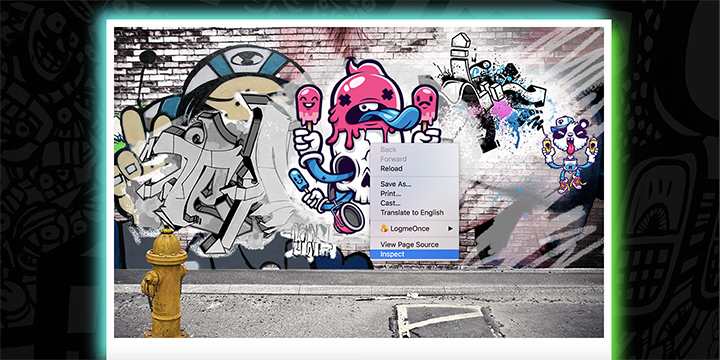 Back
Forward
Reload
Save As...
Print...
Cast...
Translate to English
LogmeOnce
View Page Source
Inspect